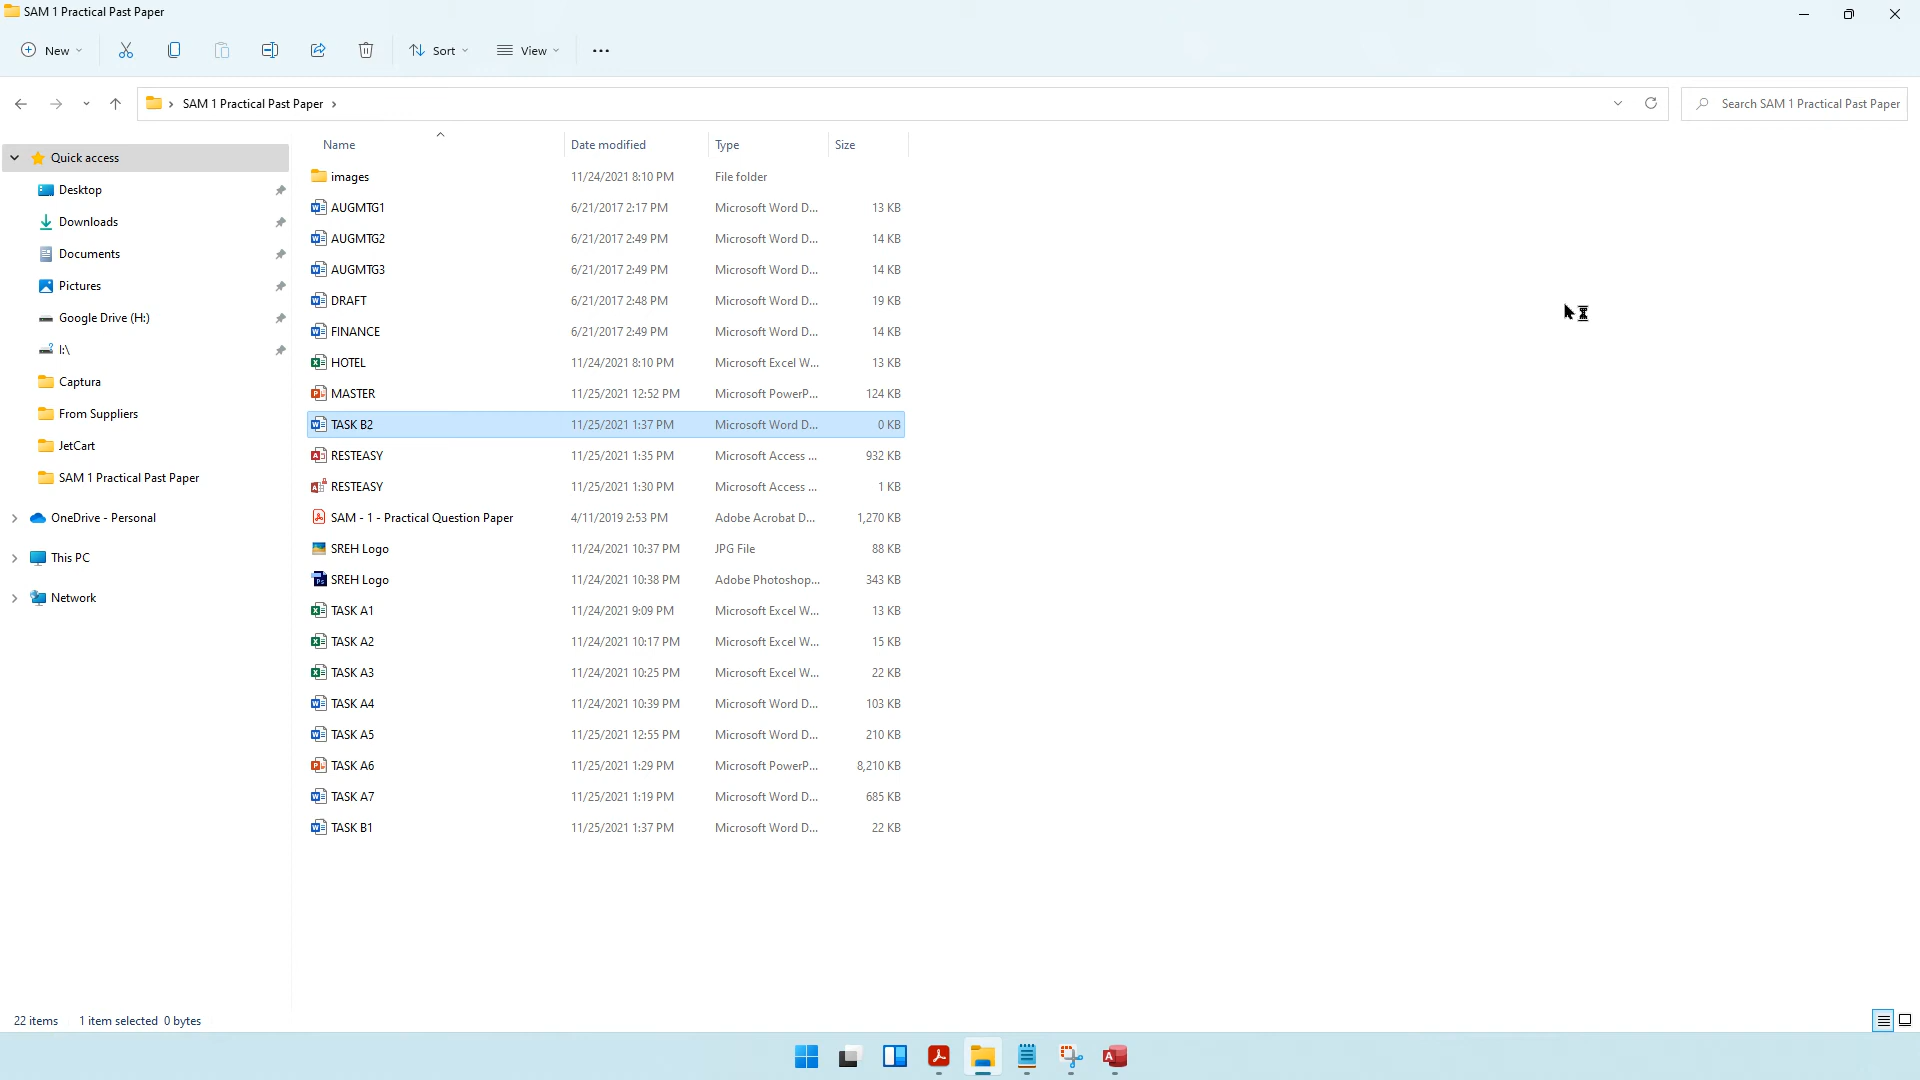 SAM 1 Practical Past Paper
New Sort View
SAM 1 Practical Past Paper Search SAM 1 Practical Past Paper
Name Date modified Type Size
Quick access
Desktop
Downloads
Documents
Pictures
Google Drive (H:)
I:\
Captura
From Suppliers
JetCart
SAM 1 Practical Past Paper
OneDrive - Personal
This PC
Network
images 11/24/2021 8:10 PM File folder
AUGMTG1 6/21/2017 2:17 PM Microsoft Word D... 13 KB
AUGMTG2 6/21/2017 2:49 PM Microsoft Word D... 14 KB
AUGMTG3 6/21/2017 2:49 PM Microsoft Word D... 14 KB
DRAFT 6/21/2017 2:48 PM Microsoft Word D... 19 KB
FINANCE 6/21/2017 2:49 PM Microsoft Word D... 14 KB
HOTEL 11/24/2021 8:10 PM Microsoft Excel W... 13 KB
MASTER 11/25/2021 12:52 PM Microsoft PowerP... 124 KB
TASK B2 11/25/2021 1:37 PM Microsoft Word D... 0 KB
RESTEASY 11/25/2021 1:35 PM Microsoft Access ... 932 KB
RESTEASY 11/25/2021 1:30 PM Microsoft Access ... 1 KB
SAM - 1 - Practical Question Paper 4/11/2019 2:53 PM Adobe Acrobat D... 1,270 KB
SREH Logo 11/24/2021 10:37 PM JPG File 88 KB
SREH Logo 11/24/2021 10:38 PM Adobe Photoshop... 343 KB
TASK A1 11/24/2021 9:09 PM Microsoft Excel W... 13 KB
TASK A2 11/24/2021 10:17 PM Microsoft Excel W... 15 KB
TASK A3 11/24/2021 10:25 PM Microsoft Excel W... 22 KB
TASK A4 11/24/2021 10:39 PM Microsoft Word D... 103 KB
TASK A5 11/25/2021 12:55 PM Microsoft Word D... 210 KB
TASK A6 11/25/2021 1:29 PM Microsoft PowerP... 8,210 KB
TASK A7 11/25/2021 1:19 PM Microsoft Word D... 685 KB
TASK B1 11/25/2021 1:37 PM Microsoft Word D... 22 KB
22 items 1 item selected 0 bytes